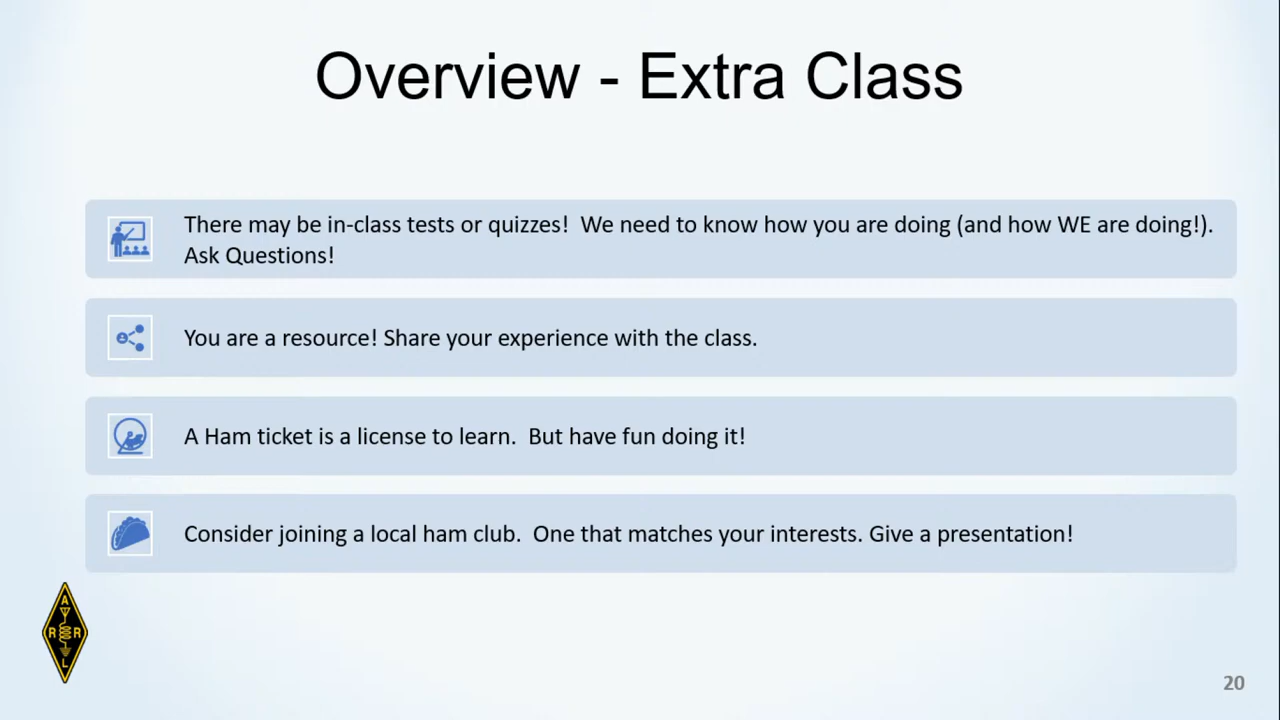 Overview - Extra Class
There may be in-class tests or quizzes!  We need to know how you are doing (and how WE are doing!).
Ask Questions!
You are a resource! Share your experience with the class.
A Ham ticket is a license to learn.  But have fun doing it!
Consider joining a local ham club.  One that matches your interests. Give a presentation!
A
R R
L
20